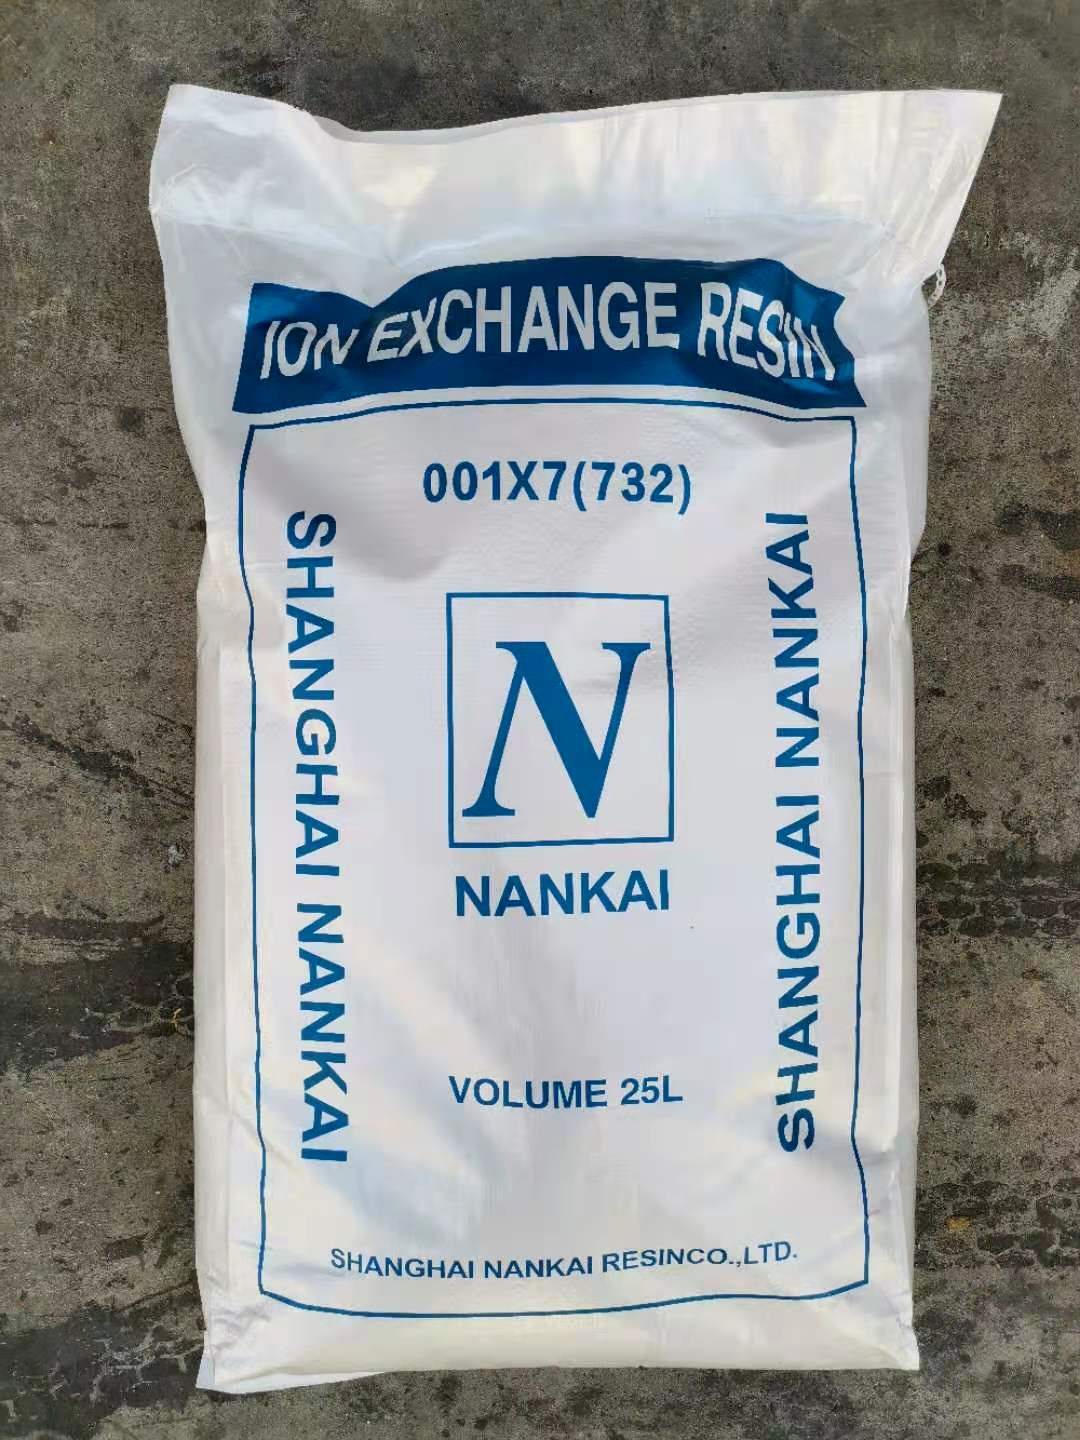 ION EXCHANGE RESIN
001X7(732)
SHANGHAI NANKAI
N
NANKAI
SHANGHAI NANKAI
VOLUME 25L
SHANGHAI NANKAI RESINCO.,LTD.